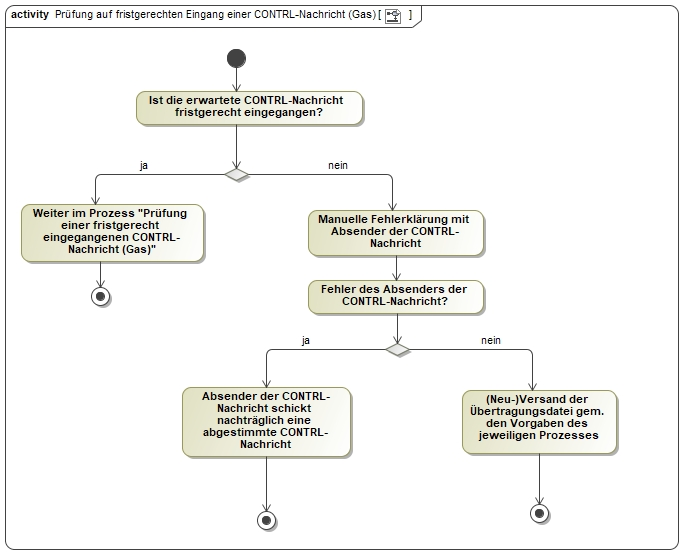 activity Prüfung auf fristgerechten Eingang einer CONTRL-Nachricht (Gas) [ ]
Ist die erwartete CONTRL-Nachricht
fristgerecht eingegangen?
ja
nein
Weiter im Prozess "Prüfung
einer fristgerecht
eingegangenen CONTRL-
Nachricht (Gas)"
Manuelle Fehlerklärung mit
Absender der CONTRL-
Nachricht
Fehler des Absenders der
CONTRL-Nachricht?
ja
nein
Absender der CONTRL-
Nachricht schickt
nachträglich eine
abgestimmte CONTRL-
Nachricht
(Neu-)Versand der
Übertragungsdatei gem.
den Vorgaben des
jeweiligen Prozesses